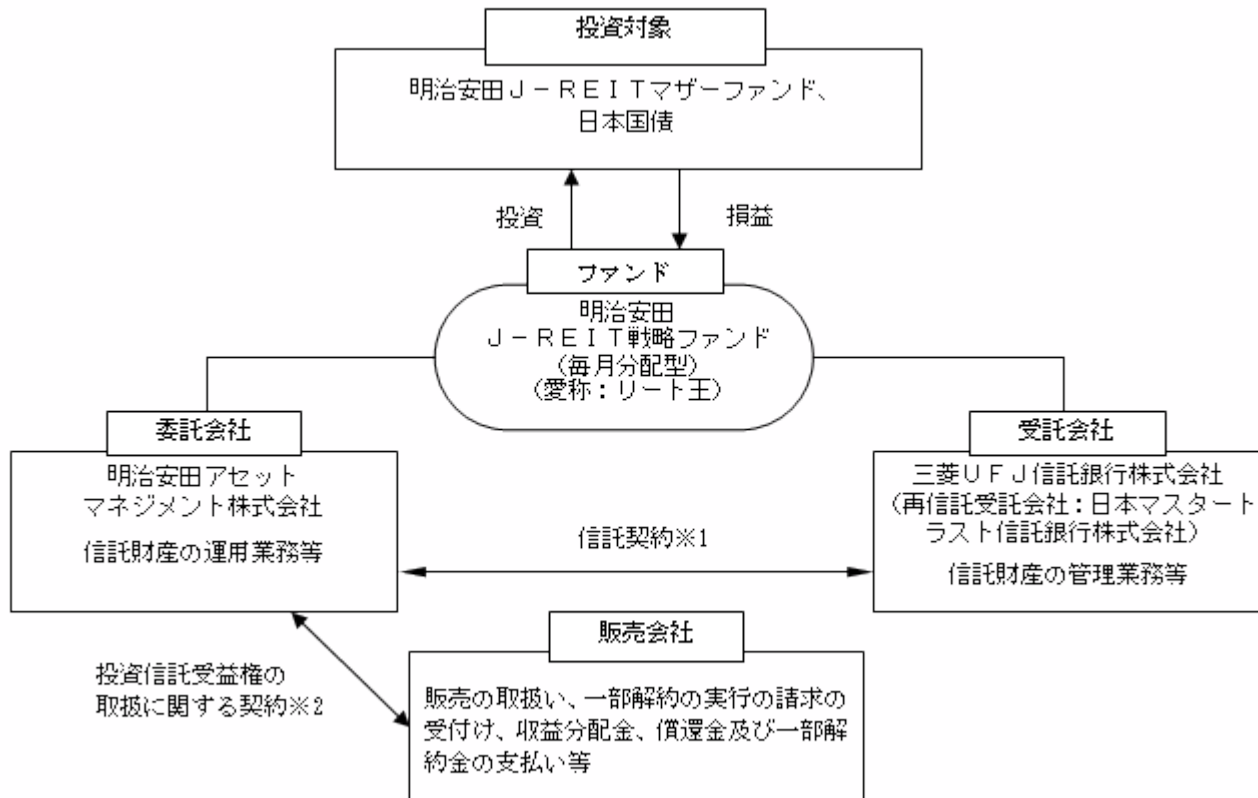 投資対象
明治安田Ｊ－ＲＥＩＴマザーファンド、
日本国債
投資
損益
ファンド
明治安田
Ｊ－ＲＥＩＴ戦略ファンド
(毎月分配型)
(愛称：リート王)
委託会社
明治安田アセット
マネジメント株式会社
信託財産の運用業務等
受託会社
三菱ＵＦＪ信託銀行株式会社
(再信託受託会社：日本マスタート
ラスト信託銀行株式会社)
信託財産の管理業務等
信託契約※1
投資信託受益権の
取扱に関する契約※2
販売会社
販売の取扱い、一部解約の実行の請求の
受付け、収益分配金、償還金及び一部解
約金の支払い等